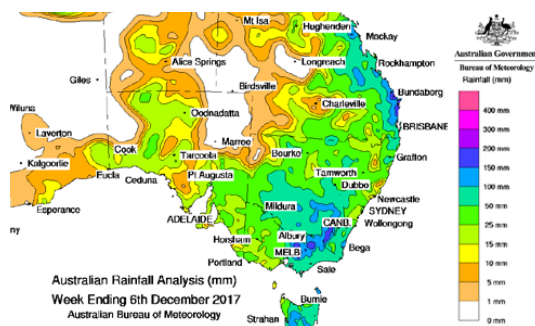 Mt Isa
Hughenden
Mackay
Australian Government
Bureau of Meteorology
Rainfall (mm)
Alice Springs
Longreach
Rockhampton
Giles
Birdsville
Bundaberg
Charleville
400 mm
Wiluna
Oodnadatta
BRISBANE
300 mm
Laverton
Marree
200 mm
Kalgoorlie
Cook
Tarcoola
Bourke
Grafton
150 mm
Eucla
Ceduna
Pt Augusta
Tamworth
Dubbo
100 mm
Esperance
Mildura
Newcastle
SYDNEY
50 mm
ADELAIDE
CANB.
Wollongong
25 mm
ny
Horsham
Albury
Bega
15 mm
Portland
MELB
Sale
10 mm
Australian Rainfall Analysis (mm)
5 mm
Week Ending 6th December 2017
Burnie
1 mm
Australian Bureau of Meteorology
Strahan
0 mm